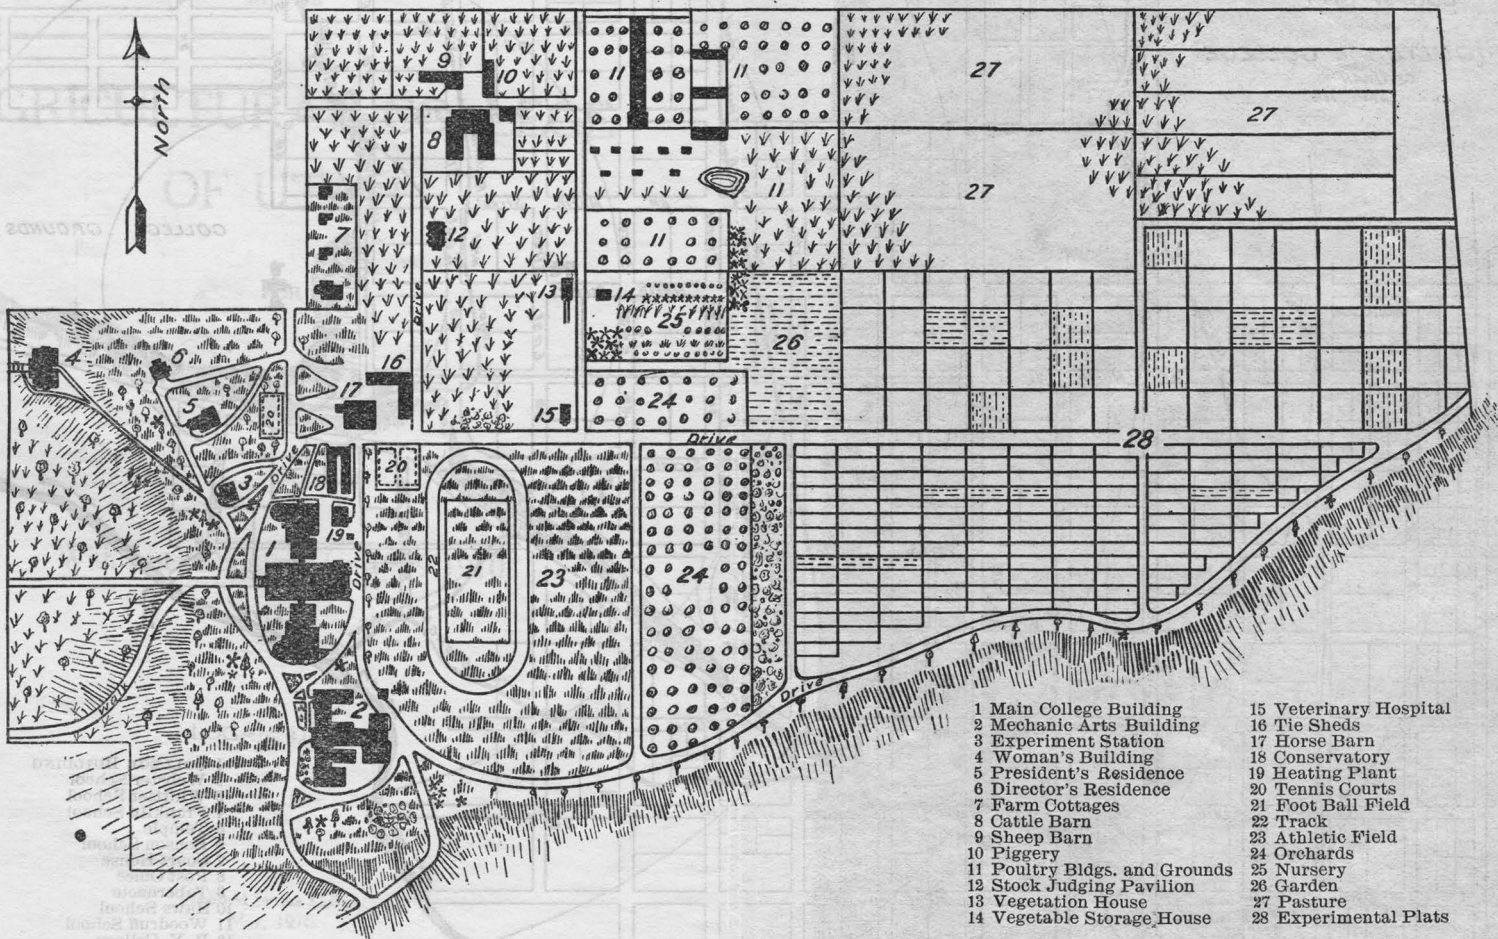 North
9
10
11
11
27
27
8
7
12
11
11
27
Drive
13
14
25
26
4
6
16
17
5
20
15
24
Drive
28
3
Drive
18
20
19
1
Drive
22
21
23
24
Walk
2
Drive
1 Main College Building
2 Mechanic Arts Building
3 Experiment Station
4 Woman's Building
5 President's Residence
6 Director's Residence
7 Farm Cottages
8 Cattle Barn
9 Sheep Barn
10 Piggery
11 Poultry Bldgs. and Grounds
12 Stock Judging Pavilion
13 Vegetation House
14 Vegetable Storage House
15 Veterinary Hospital
16 Tie Sheds
17 Horse Barn
18 Conservatory
19 Heating Plant
20 Tennis Courts
21 Foot Ball Field
22 Track
23 Athletic Field
24 Orchards
25 Nursery
26 Garden
27 Pasture
28 Experimental Plats